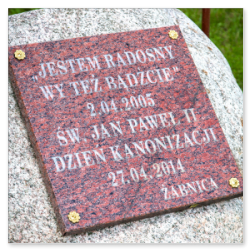 „JESTEM RADOSNY
WY TEŻ BĄDŹCIE”
2.04.2005
ŚW. JAN PAWEŁ II
DZIEŃ KANONIZACJI
27.04.2014
ŻABNICA